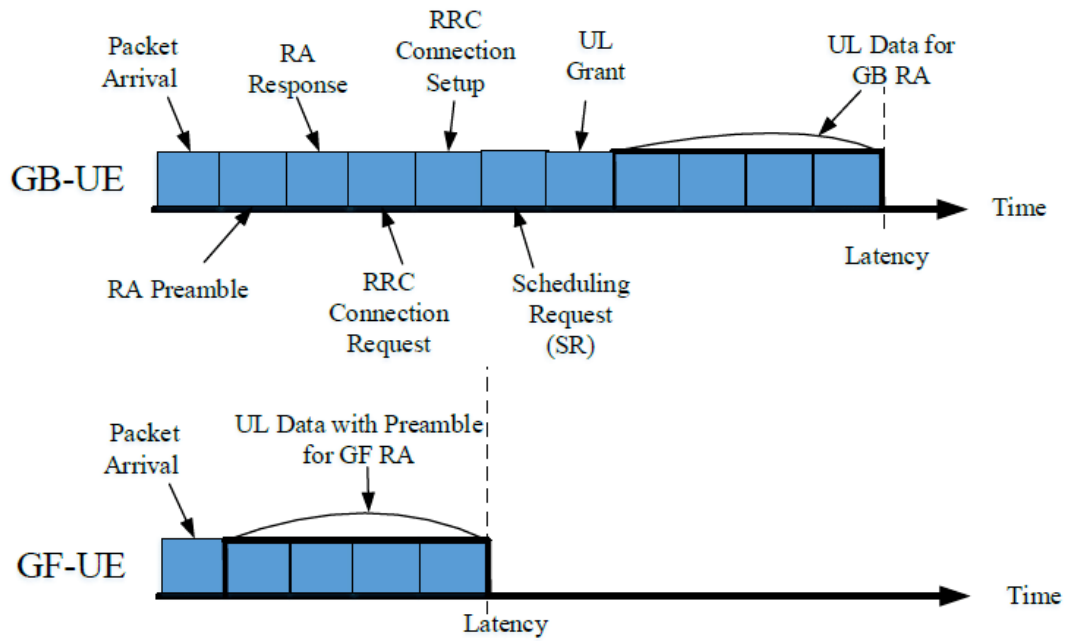 Packet
Arrival
RA
Response
RRC
Connection
Setup
UL
Grant
UL Data for
GB RA
GB-UE
Time
Latency
RA Preamble
RRC
Connection
Request
Scheduling
Request
(SR)
Packet
Arrival
UL Data with Preamble
for GF RA
GF-UE
Time
Latency